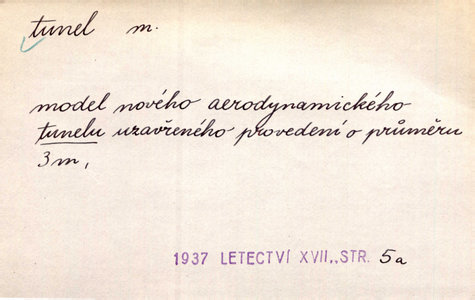 tunel m.
model nového aerodynamického
tunelu uzavřeného provedení o průměru
3 m,
1937 LETECTVÍ XVII., STR. 5a